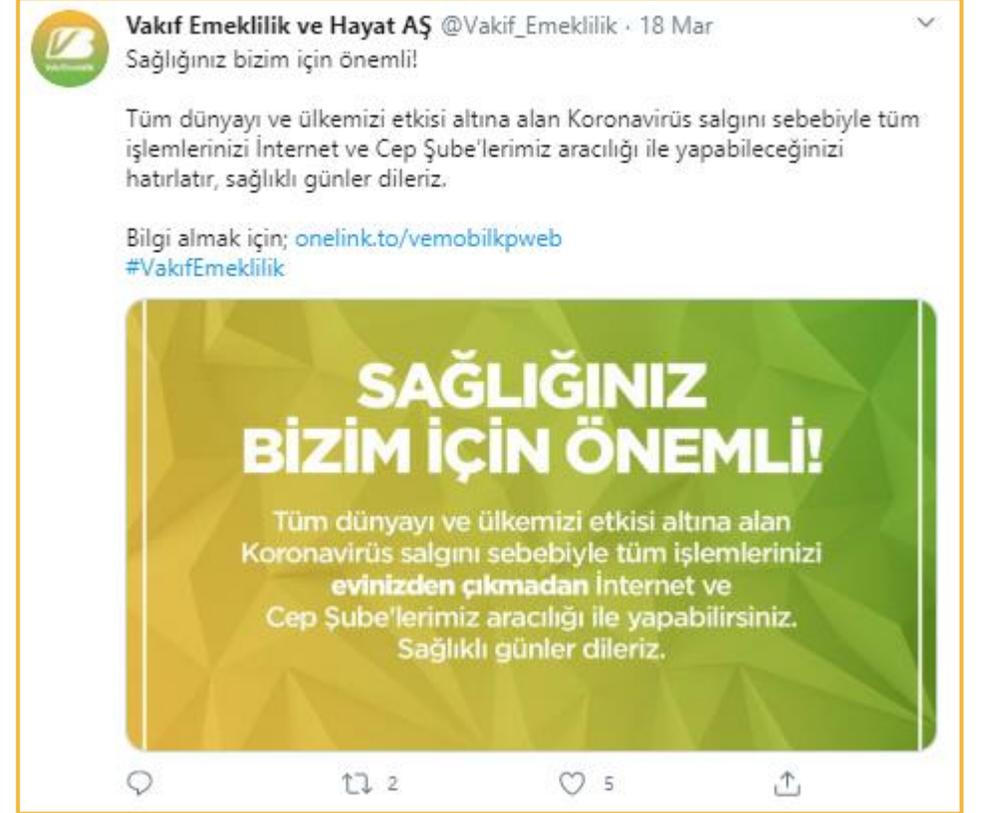 Vakıf Emeklilik ve Hayat AŞ @Vakif_Emeklilik · 18 Mar
Sağlığınız bizim için önemli!
Tüm dünyayı ve ülkemizi etkisi altına alan Koronavirüs salgını sebebiyle tüm
işlemlerinizi İnternet ve Cep Şube'lerimiz aracılığı ile yapabileceğinizi
hatırlatır, sağlıklı günler dileriz.
Bilgi almak için; onelink.to/vemobilkpweb
#VakıfEmeklilik
SAĞLIĞINIZ
BİZİM İÇİN ÖNEMLİ!
Tüm dünyayı ve ülkemizi etkisi altına alan
Koronavirüs salgını sebebiyle tüm işlemlerinizi
evinizden çıkmadan İnternet ve
Cep Şube'lerimiz aracılığı ile yapabilirsiniz.
Sağlıklı günler dileriz.
2 5